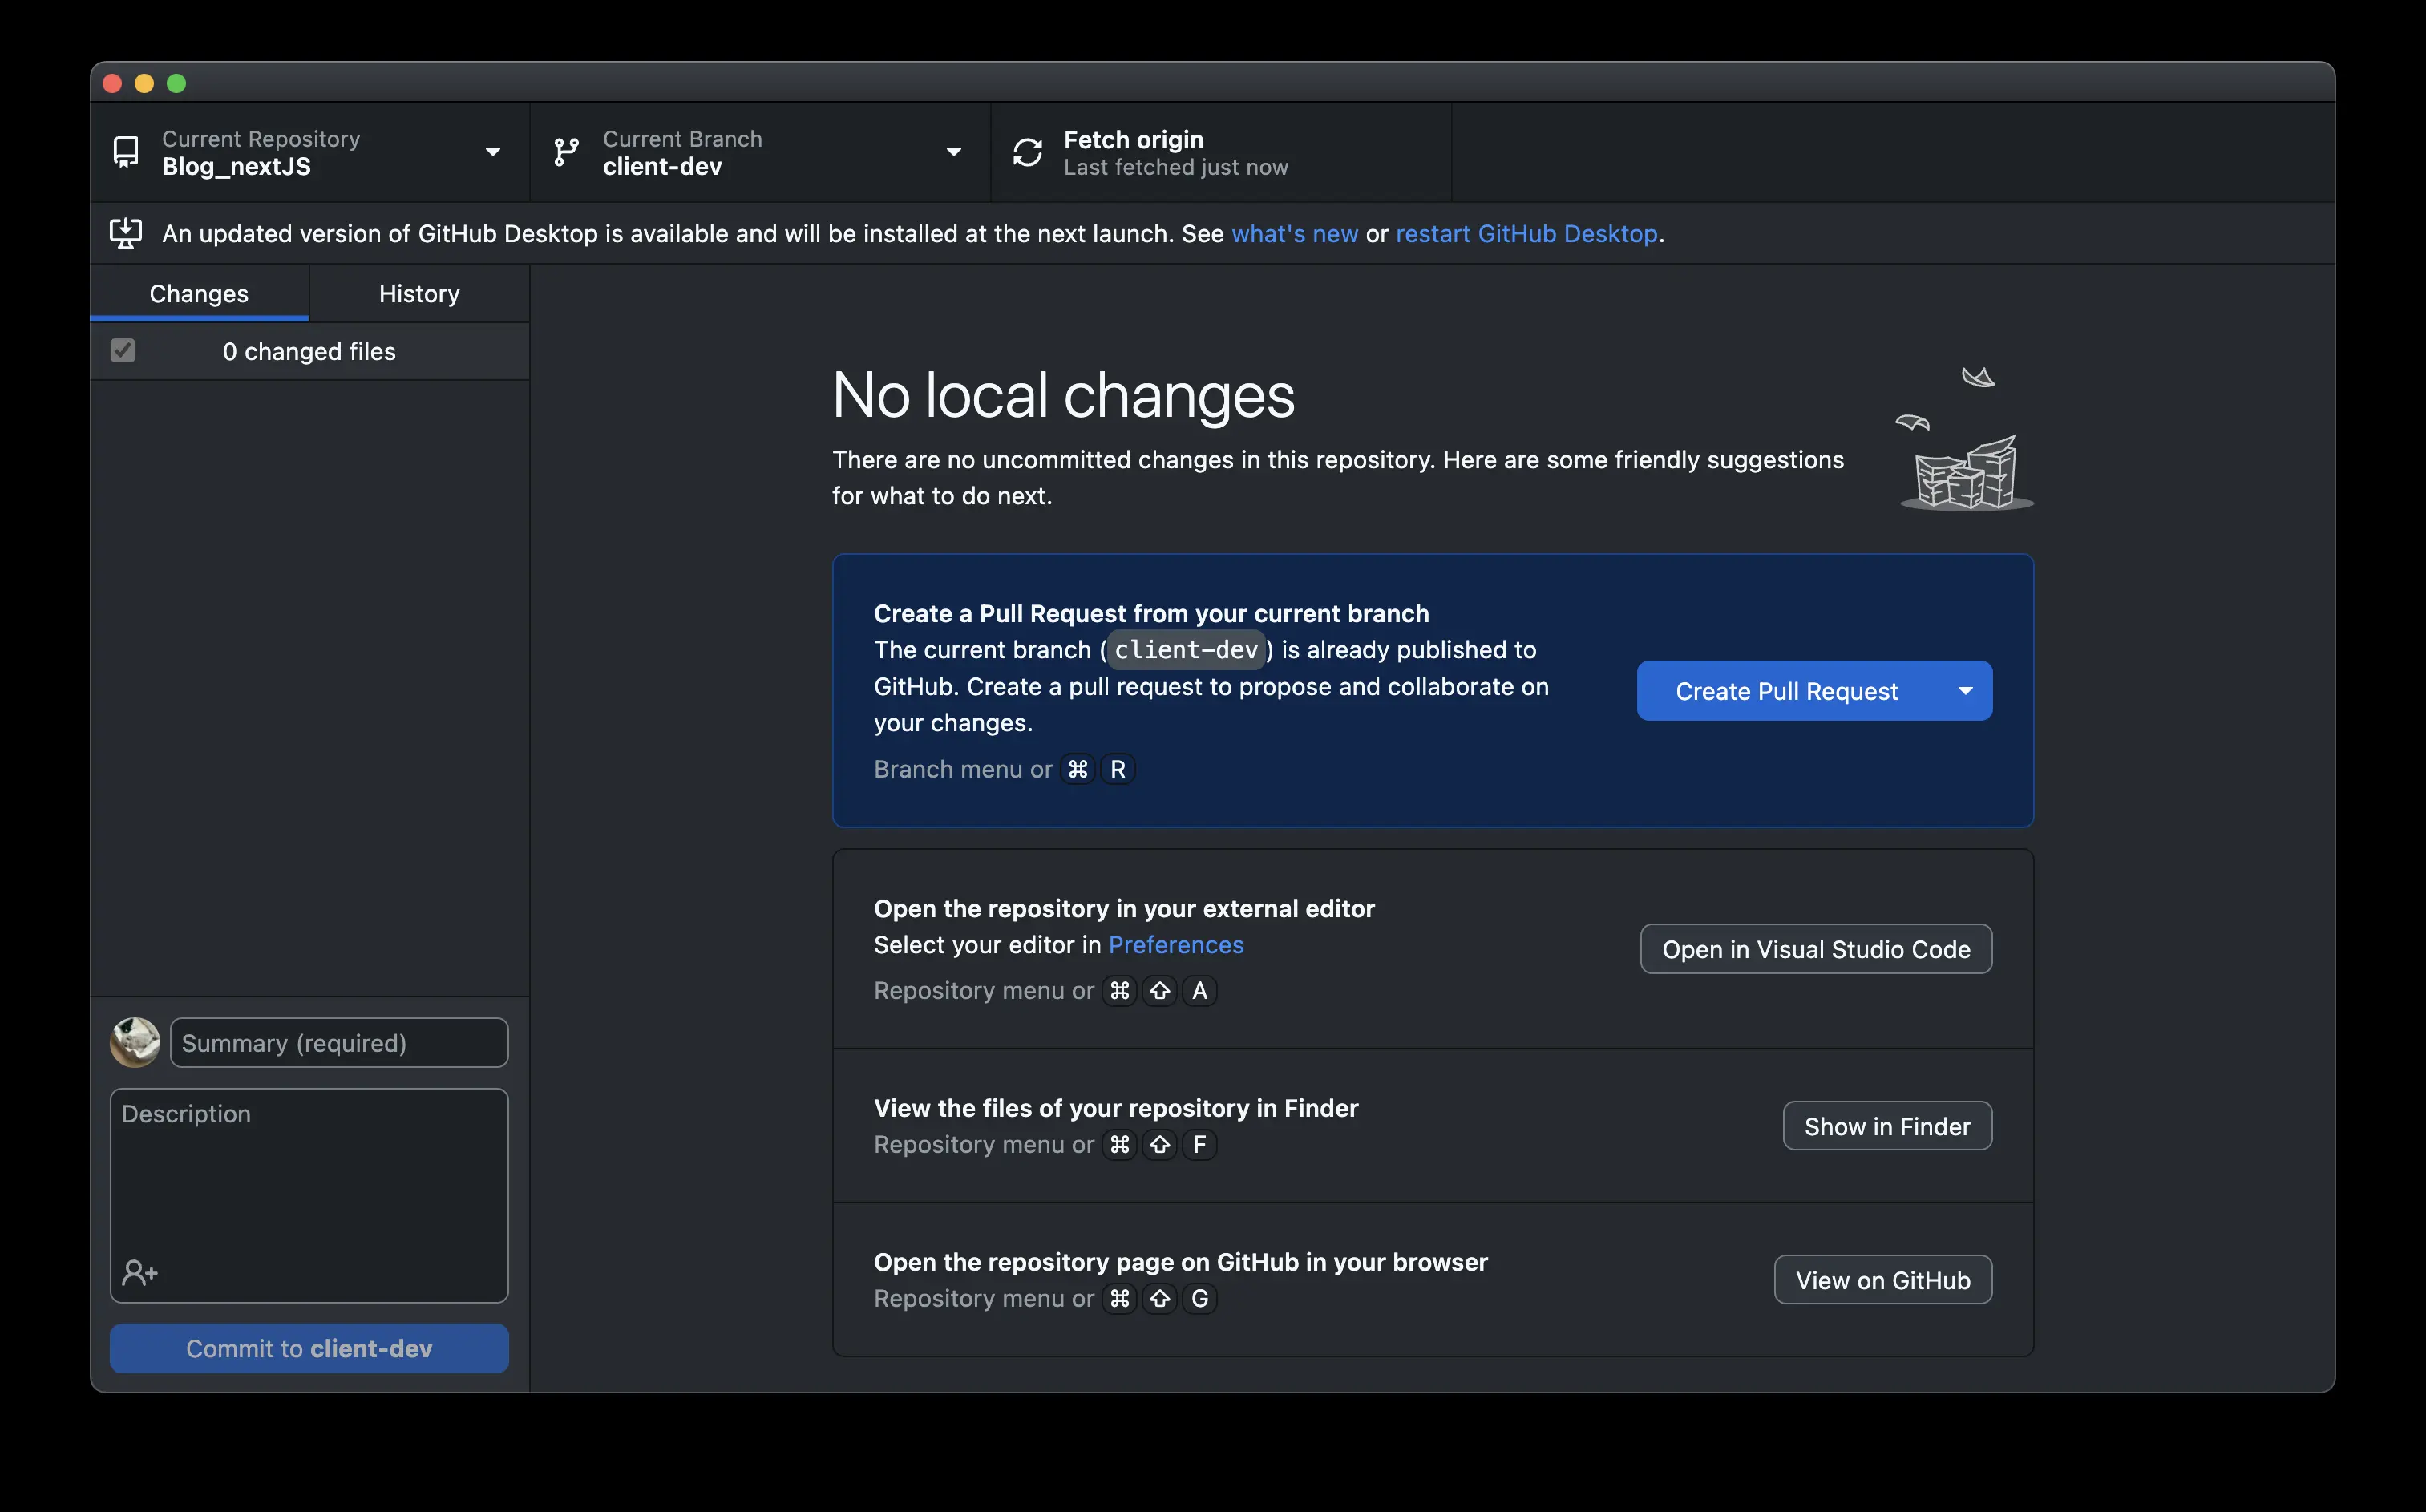 Current Repository
Blog_nextJS
Current Branch
client-dev
Fetch origin
Last fetched just now
An updated version of GitHub Desktop is available and will be installed at the next launch. See what's new or restart GitHub Desktop.
Changes
History
0 changed files
No local changes
There are no uncommitted changes in this repository. Here are some friendly suggestions
for what to do next.
Create a Pull Request from your current branch
The current branch (client-dev) is already published to
GitHub. Create a pull request to propose and collaborate on
your changes.
Branch menu or ⌘ R
Create Pull Request
Open the repository in your external editor
Select your editor in Preferences
Repository menu or ⌘ ⇧ A
Open in Visual Studio Code
View the files of your repository in Finder
Repository menu or ⌘ ⇧ F
Show in Finder
Open the repository page on GitHub in your browser
Repository menu or ⌘ ⇧ G
View on GitHub
Summary (required)
Description
Commit to client-dev